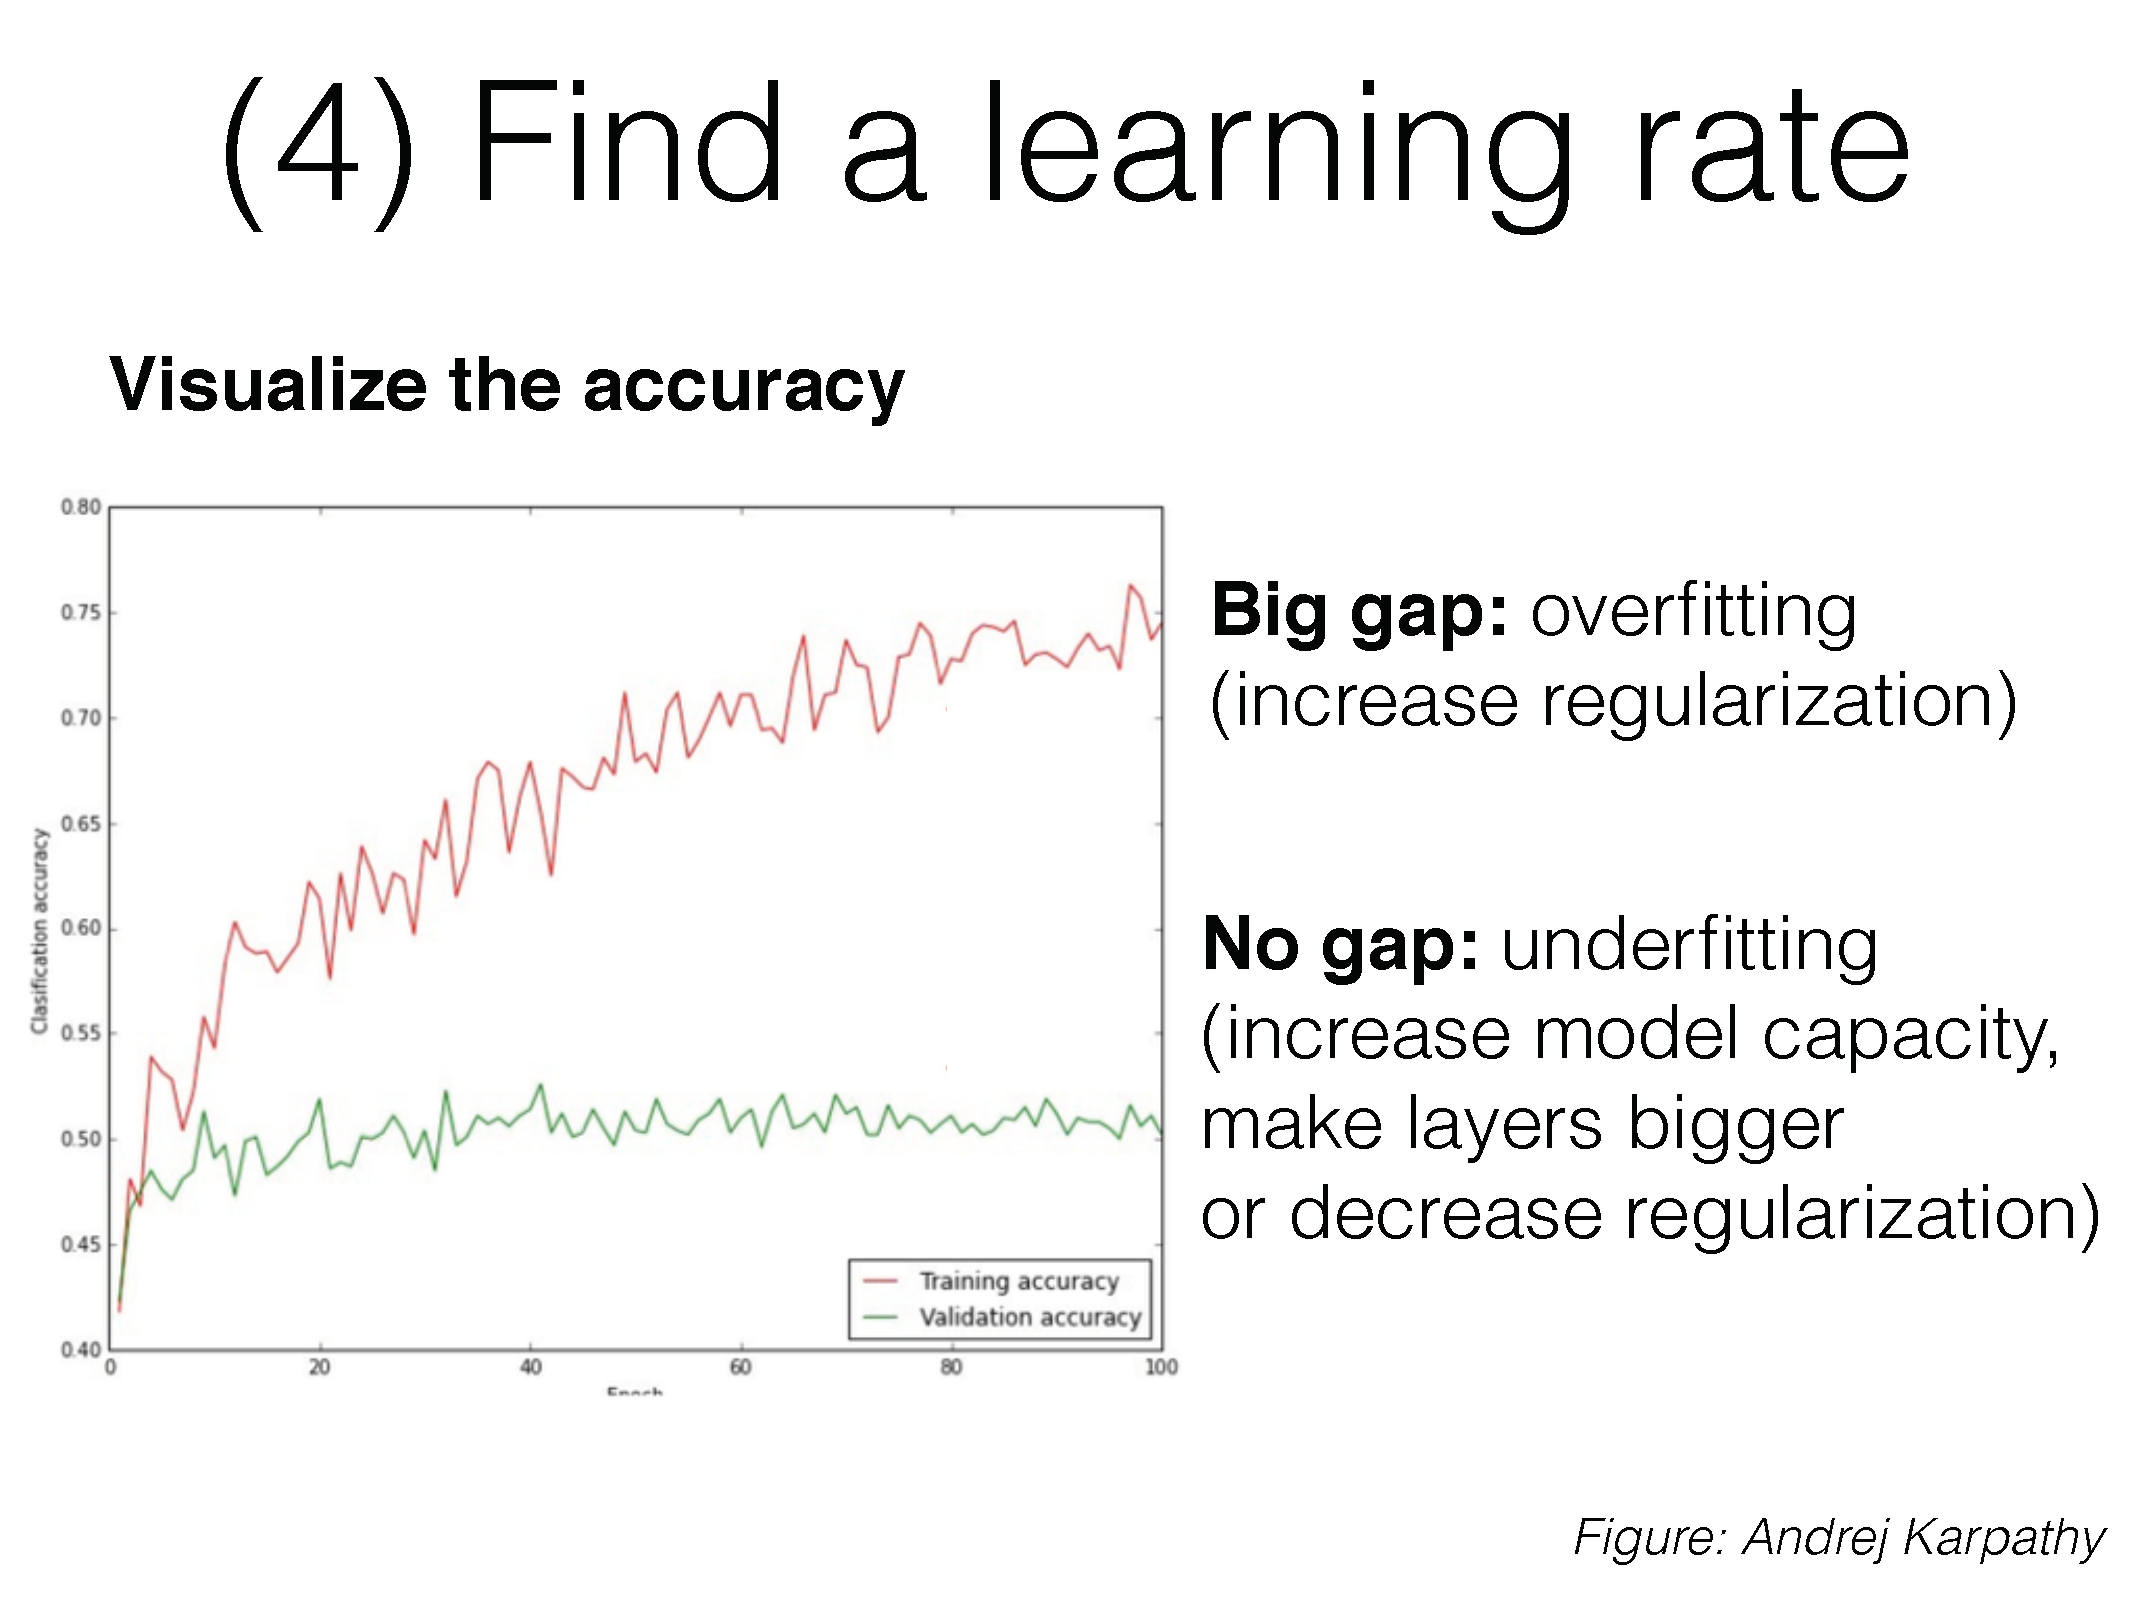 (4) Find a learning rate
Visualize the accuracy
0.80
0.75
0.70
0.65
0.60
0.55
0.50
0.45
0.40
Clasification accuracy
0
20
40
60
80
100
Epoch
Training accuracy
Validation accuracy
Big gap: overfitting
(increase regularization)
No gap: underfitting
(increase model capacity,
make layers bigger
or decrease regularization)
Figure: Andrej Karpathy